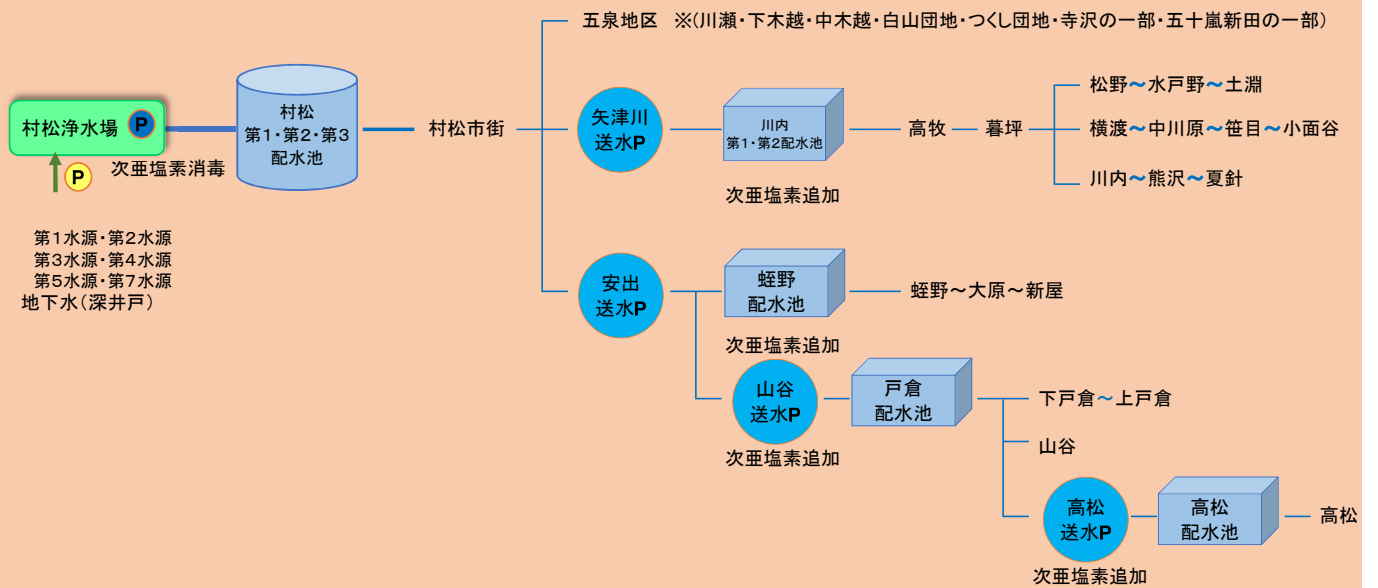 五泉地区　※(川瀬・下木越・中木越・白山団地・つくし団地・寺沢の一部・五十嵐新田の一部)
村松浄水場 P
P
次亜塩素消毒
第1水源・第2水源
第3水源・第4水源
第5水源・第7水源
地下水(深井戸)
村松
第1・第2・第3
配水池
村松市街
矢津川
送水P
川内
第1・第2配水池
次亜塩素追加
高牧
暮坪
松野～水戸野～土淵
横渡～中川原～笹目～小面谷
川内～熊沢～夏針
安出
送水P
蛭野
配水池
次亜塩素追加
蛭野～大原～新屋
山谷
送水P
次亜塩素追加
戸倉
配水池
下戸倉～上戸倉
山谷
高松
送水P
次亜塩素追加
高松
配水池
高松